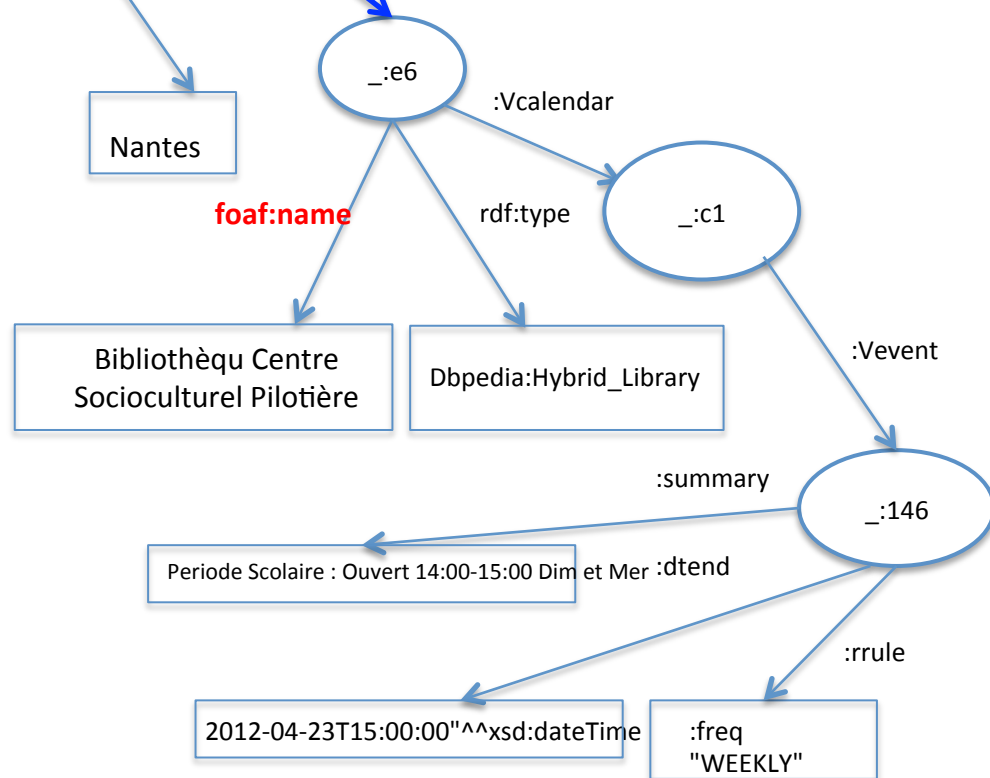 _:e6
:Vcalendar
Nantes
foaf:name
rdf:type
_:c1
Bibliothèqu Centre
Socioculturel Pilotière
Dbpedia:Hybrid_Library
:Vevent
:summary
_:146
Periode Scolaire : Ouvert 14:00-15:00 Dim et Mer
:dtend
:rrule
2012-04-23T15:00:00"^^xsd:dateTime
:freq
"WEEKLY"